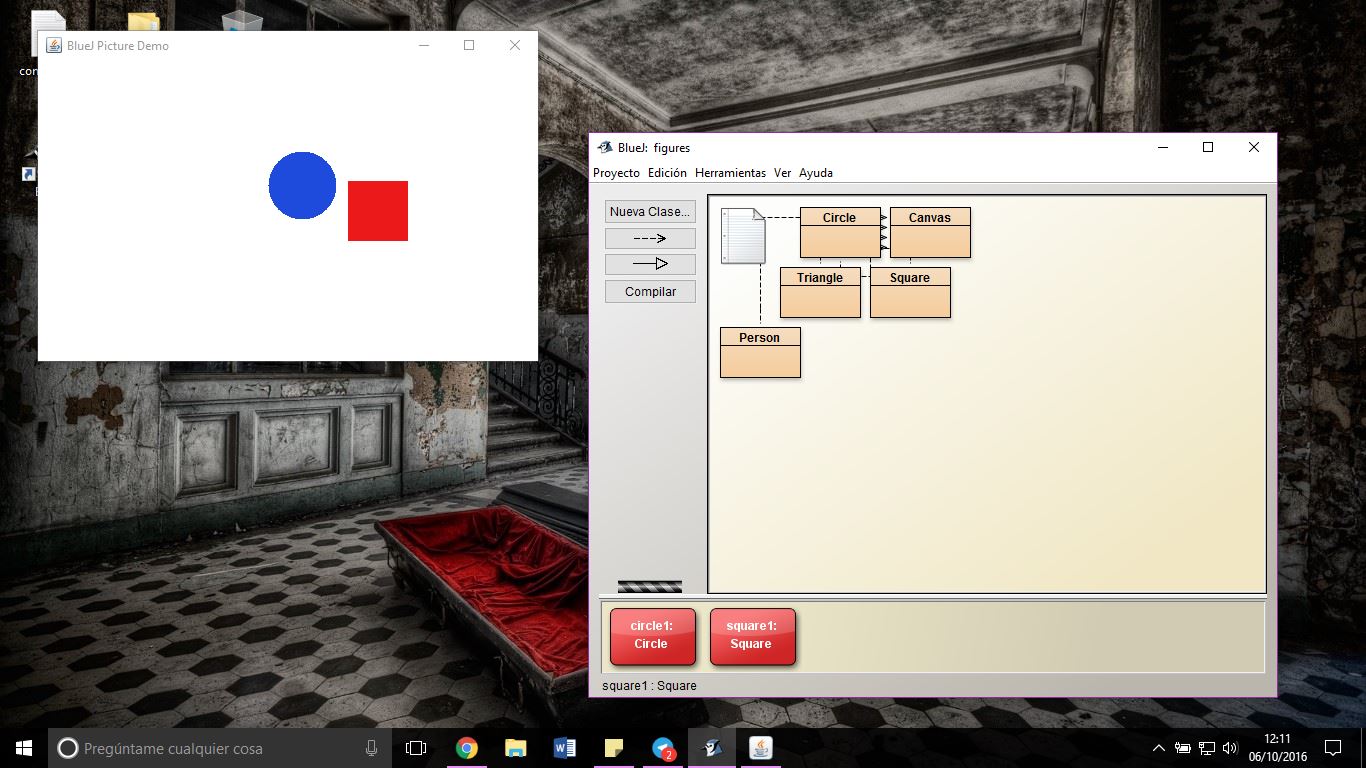 BlueJ Picture Demo
BlueJ: figures
Proyecto Edición Herramientas Ver Ayuda
Nueva Clase...
Compilar
Circle
Canvas
Triangle
Square
Person
circle1:
Circle
square1:
Square
square1 : Square
Pregúntame cualquier cosa
2
12:11
06/10/2016